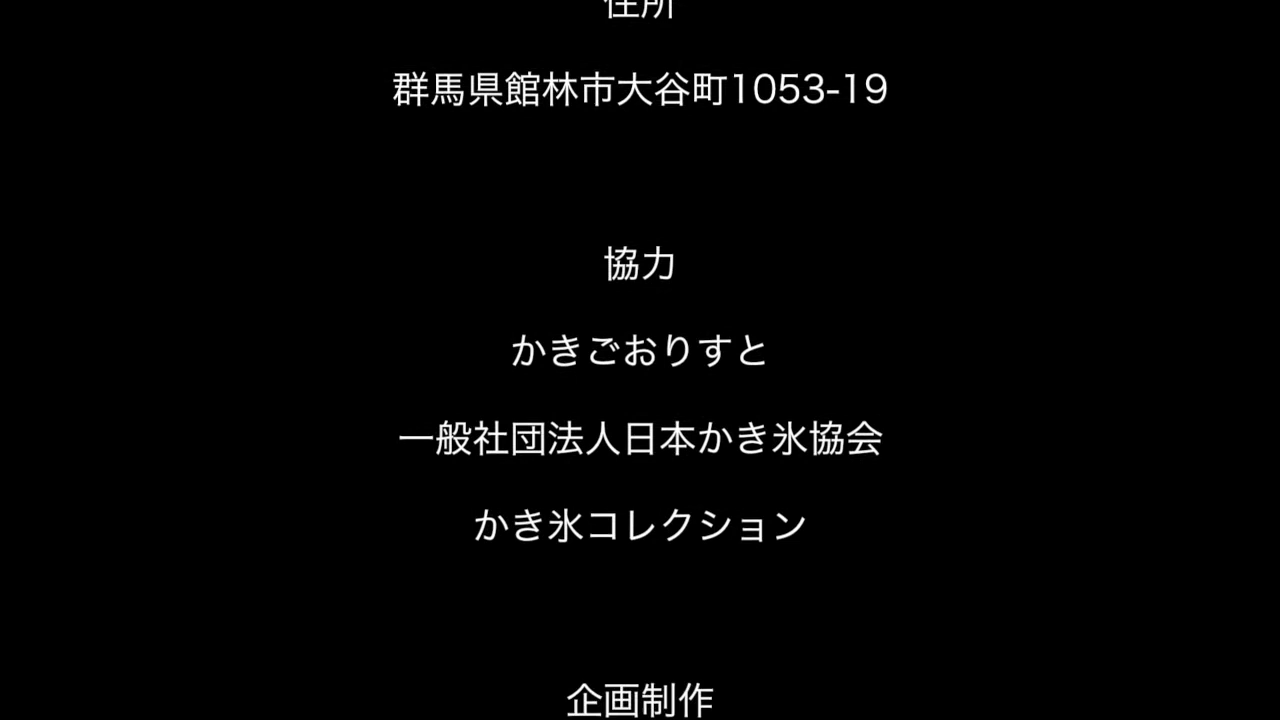 住所
群馬県館林市大谷町1053-19
協力
かきごおりすと
一般社団法人日本かき氷協会
かき氷コレクション
企画制作